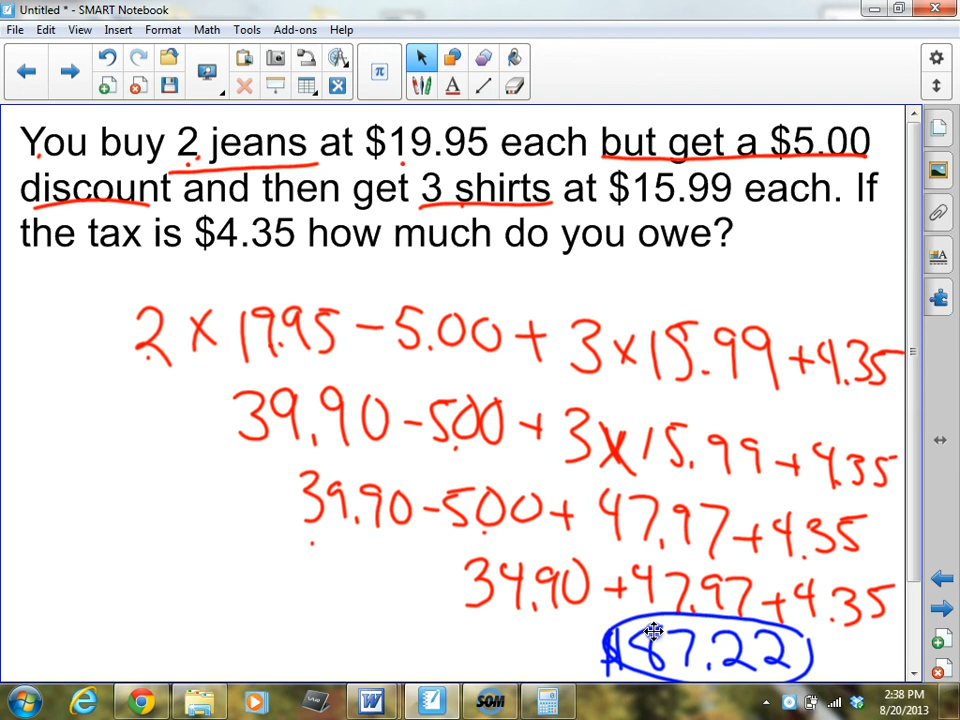 Untitled * - SMART Notebook
File Edit View Insert Format Math Tools Add-ons Help
π
A
You buy 2 jeans at $19.95 each but get a $5.00
discount and then get 3 shirts at $15.99 each. If
the tax is $4.35 how much do you owe?
2 x 19.95 - 5.00 + 3 x 15.99 + 4.35
39.90 - 5.00 + 3 x 15.99 + 4.35
39.90 - 5.00 + 47.97 + 4.35
34.90 + 47.97 + 4.35
$87.22
W
SOM
2:38 PM
8/20/2013